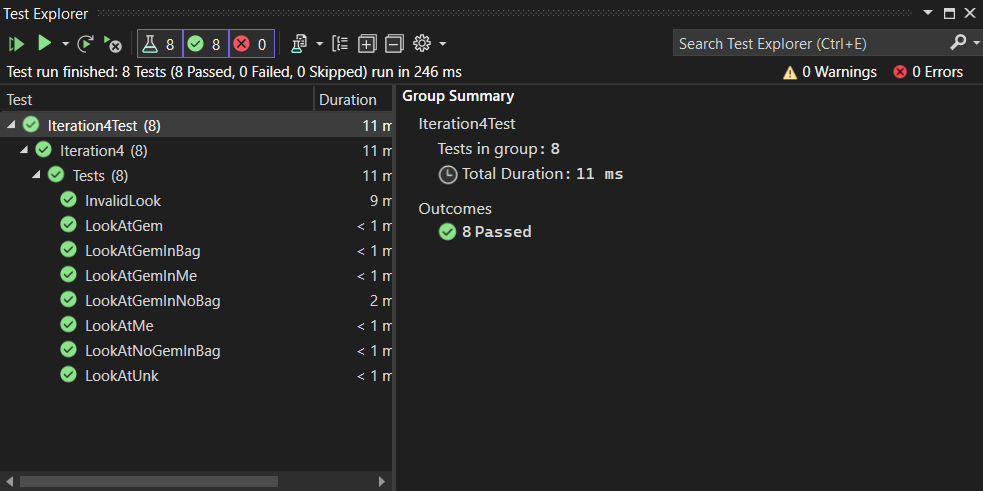 Test Explorer
8 8 0
Search Test Explorer (Ctrl+E)
Test run finished: 8 Tests (8 Passed, 0 Failed, 0 Skipped) run in 246 ms
0 Warnings
0 Errors
Test Duration
Iteration4Test (8) 11 m
Iteration4 (8) 11 m
Tests (8) 11 m
InvalidLook 9 m
LookAtGem < 1 m
LookAtGemInBag < 1 m
LookAtGemInMe < 1 m
LookAtGemInNoBag 2 m
LookAtMe < 1 m
LookAtNoGemInBag < 1 m
LookAtUnk < 1 m
Group Summary
Iteration4Test
Tests in group: 8
Total Duration: 11 ms
Outcomes
8 Passed